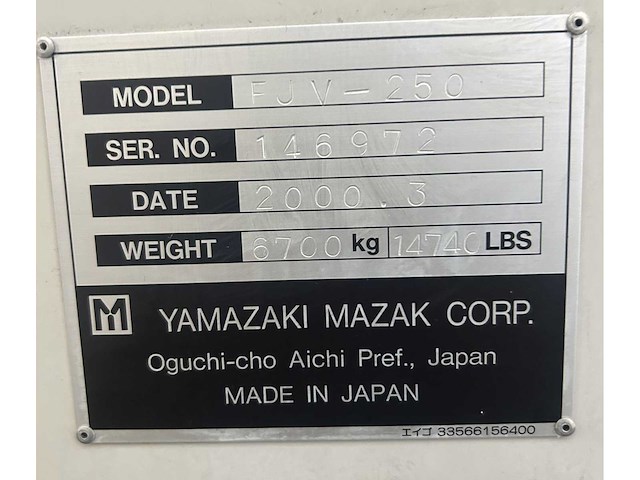 MODEL FJV-250
SER. NO. 146972
DATE 2000.3
WEIGHT 6700 kg 14740 LBS
M YAMAZAKI MAZAK CORP.
Oguchi-cho Aichi Pref., Japan
MADE IN JAPAN
エイゴ 33566156400